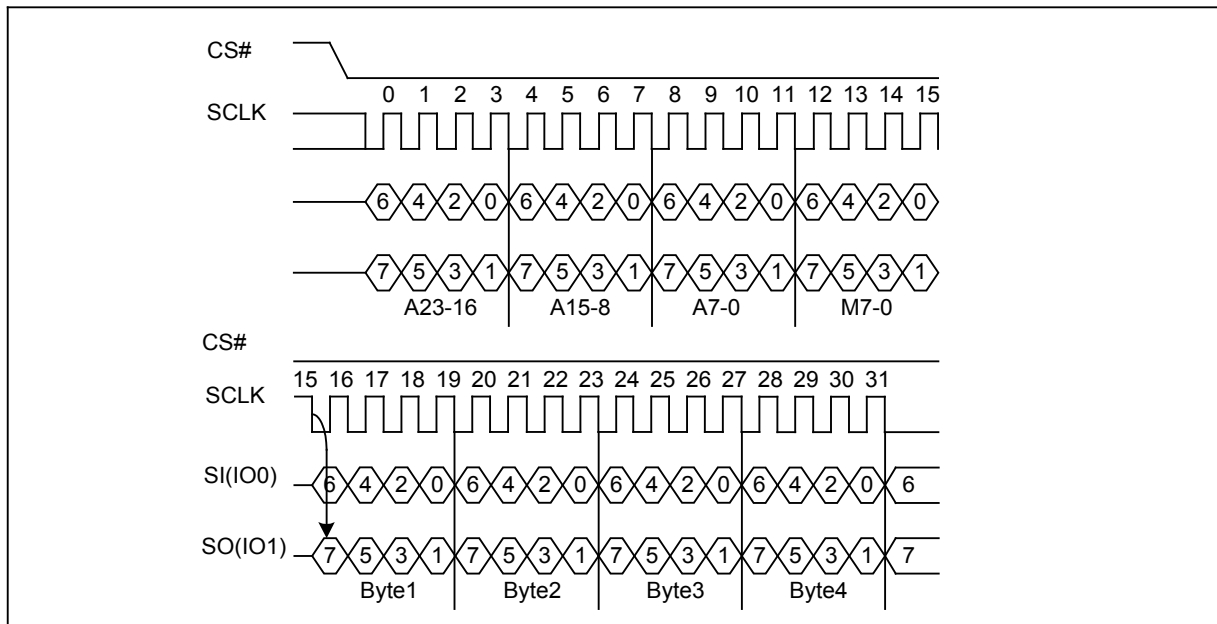 CS#
0 1 2 3 4 5 6 7 8 9 10 11 12 13 14 15
SCLK
6 4 2 0 6 4 2 0 6 4 2 0 6 4 2 0
7 5 3 1 7 5 3 1 7 5 3 1 7 5 3 1
A23-16 A15-8 A7-0 M7-0
CS#
15 16 17 18 19 20 21 22 23 24 25 26 27 28 29 30 31
SCLK
SI(IO0) 6 4 2 0 6 4 2 0 6 4 2 0 6 4 2 0 6
SO(IO1) 7 5 3 1 7 5 3 1 7 5 3 1 7 5 3 1 7
Byte1 Byte2 Byte3 Byte4